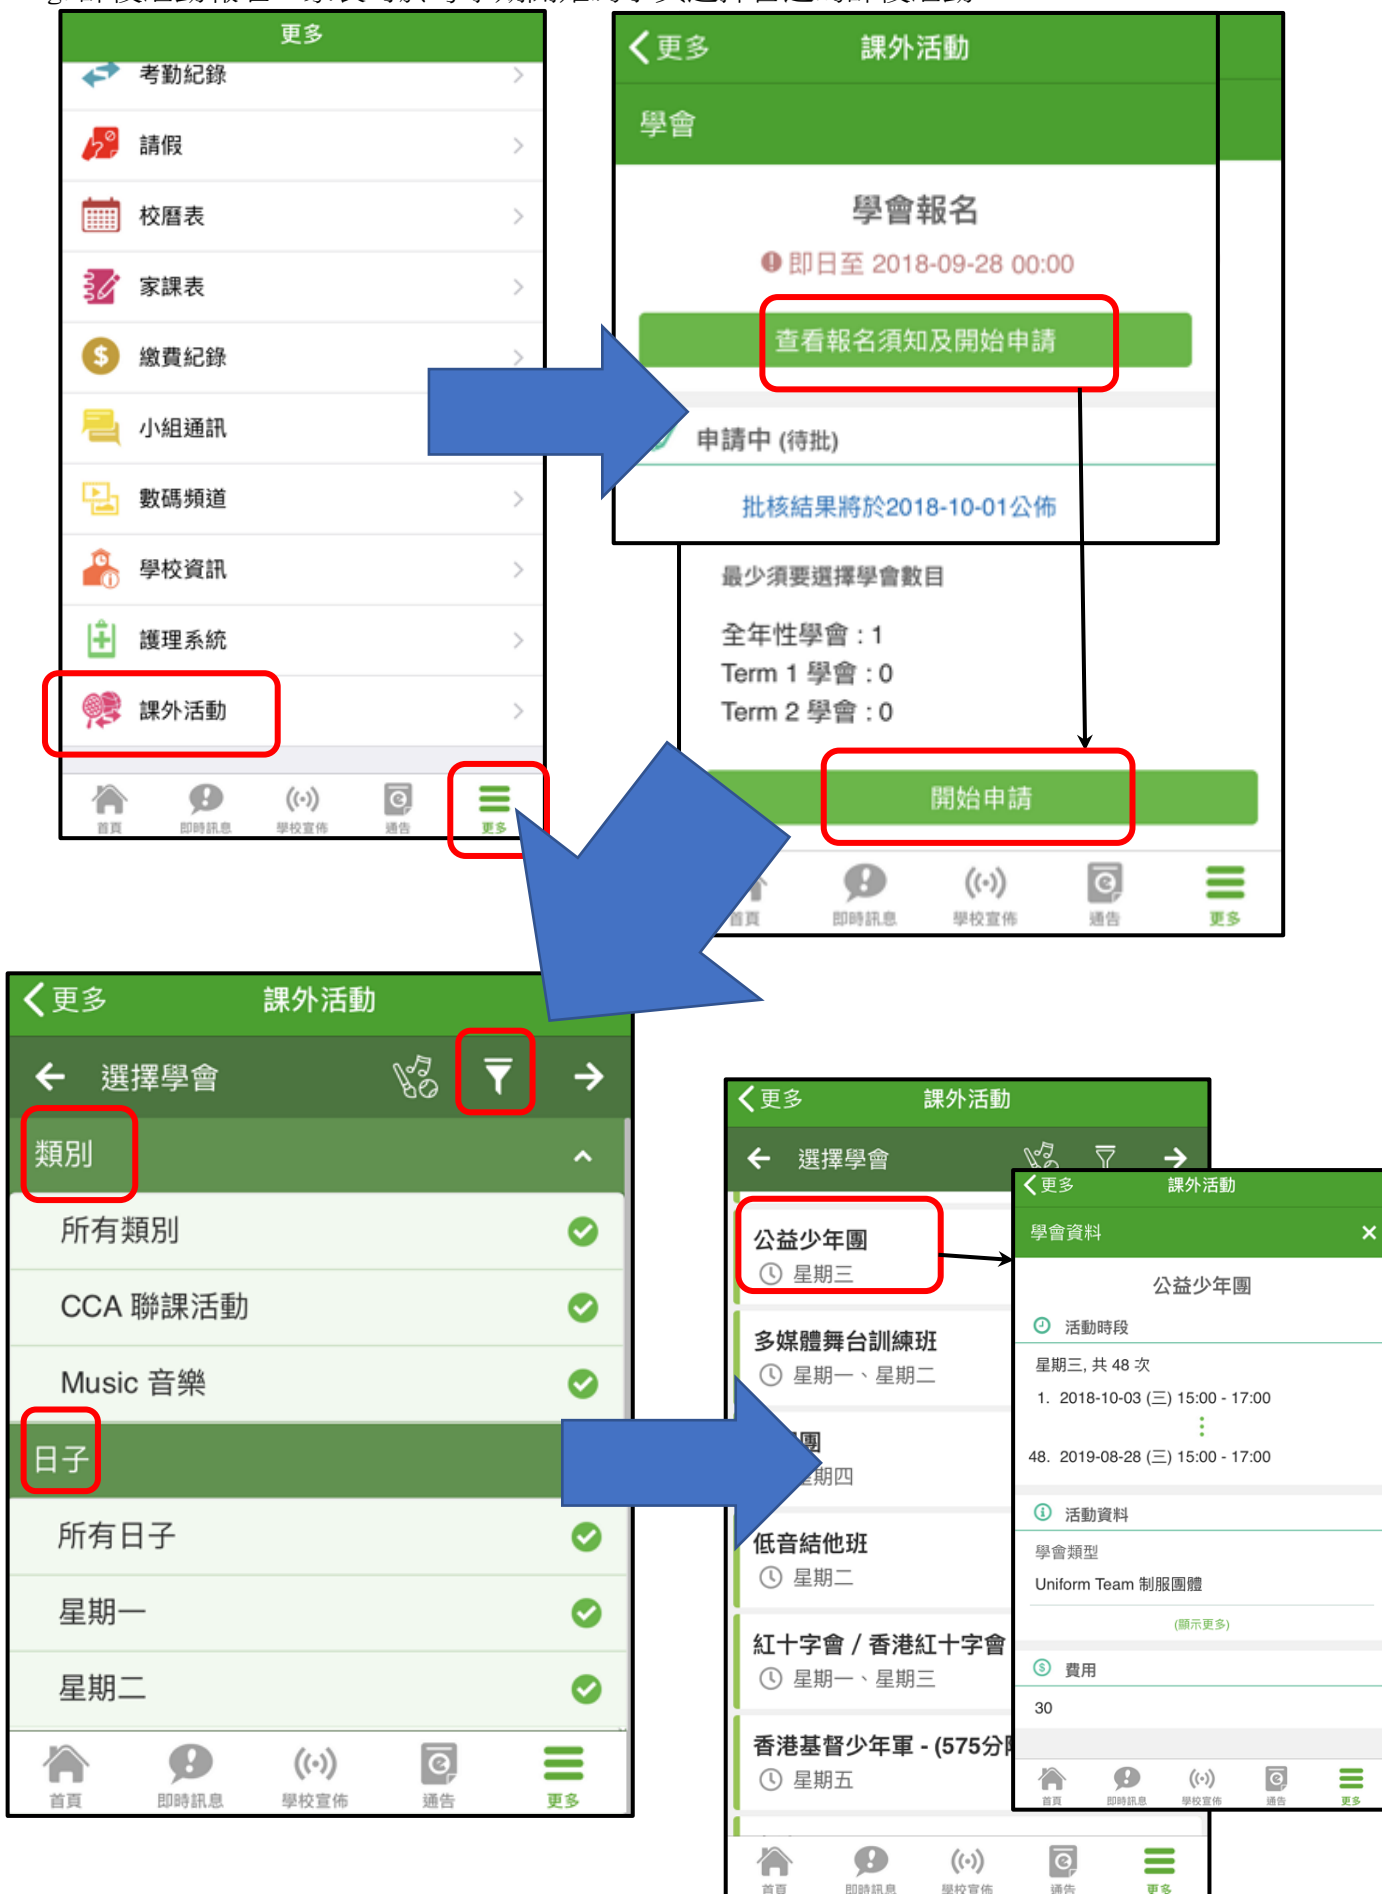 更多
考勤紀錄
請假
校曆表
家課表
繳費紀錄
小組通訊
數碼頻道
學校資訊
護理系統
課外活動
首頁
即時訊息
學校宣佈
通告
更多
更多
課外活動
學會
學會報名
即日至 2018-09-28 00:00
查看報名須知及開始申請
申請中 (待批)
批核結果將於2018-10-01公佈
最少須要選擇學會數目
全年性學會 : 1
Term 1 學會 : 0
Term 2 學會 : 0
開始申請
首頁
即時訊息
學校宣佈
通告
更多
更多
課外活動
選擇學會
類別
所有類別
CCA 聯課活動
Music 音樂
日子
所有日子
星期一
星期二
首頁
即時訊息
學校宣佈
通告
更多
更多
課外活動
選擇學會
公益少年團
星期三
多媒體舞台訓練班
星期一、星期二
團
期四
低音結他班
星期二
紅十字會 / 香港紅十字會
星期一、星期三
香港基督少年軍 - (575分
星期五
首頁
即時訊息
學校宣佈
通告
更多
更多
課外活動
學會資料
公益少年團
活動時段
星期三, 共 48 次
1. 2018-10-03 (三) 15:00 - 17:00
48. 2019-08-28 (三) 15:00 - 17:00
活動資料
學會類型
Uniform Team 制服團體
(顯示更多)
費用
30
首頁
即時訊息
學校宣佈
通告
更多